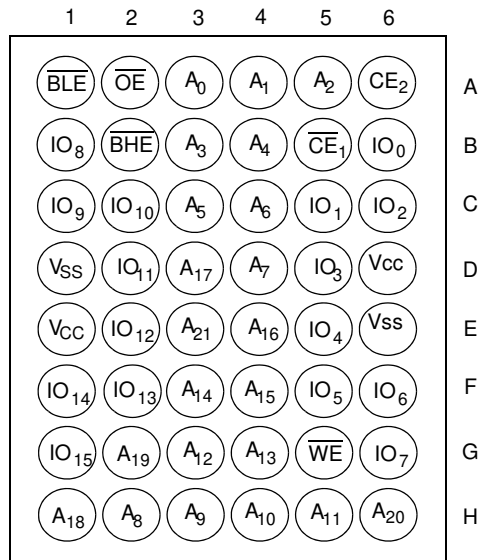 1 2 3 4 5 6
BLE OE A0 A1 A2 CE2 A
IO8 BHE A3 A4 CE1 IO0 B
IO9 IO10 A5 A6 IO1 IO2 C
VSS IO11 A17 A7 IO3 Vcc D
VCC IO12 A21 A16 IO4 Vss E
IO14 IO13 A14 A15 IO5 IO6 F
IO15 A19 A12 A13 WE IO7 G
A18 A8 A9 A10 A11 A20 H